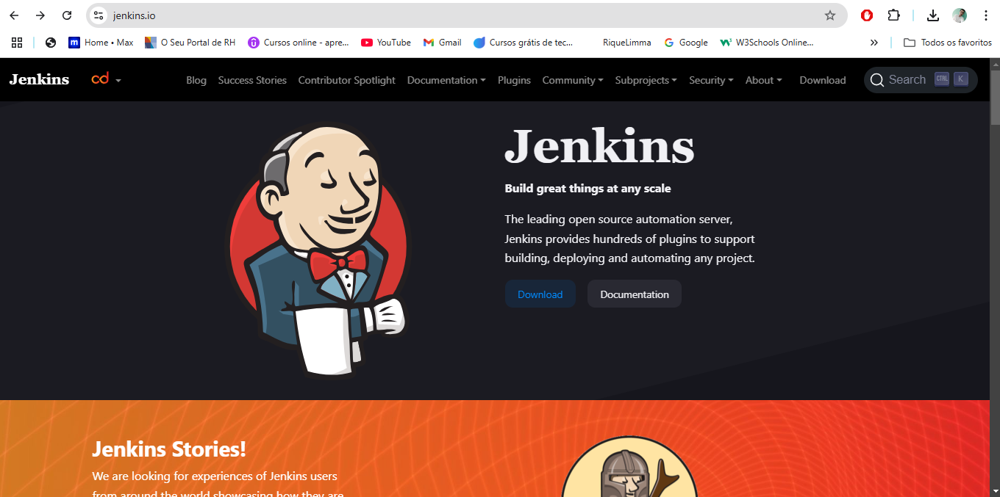 jenkins.io
Home • Max
O Seu Portal de RH
Cursos online - apre...
YouTube
Gmail
Cursos grátis de tec...
RiqueLimma
Google
W3Schools Online...
Todos os favoritos
Jenkins
cd
Blog
Success Stories
Contributor Spotlight
Documentation
Plugins
Community
Subprojects
Security
About
Download
Search
CTRL
K
Jenkins
Build great things at any scale
The leading open source automation server,
Jenkins provides hundreds of plugins to support
building, deploying and automating any project.
Download
Documentation
Jenkins Stories!
We are looking for experiences of Jenkins users
from around the world showcasing how they are